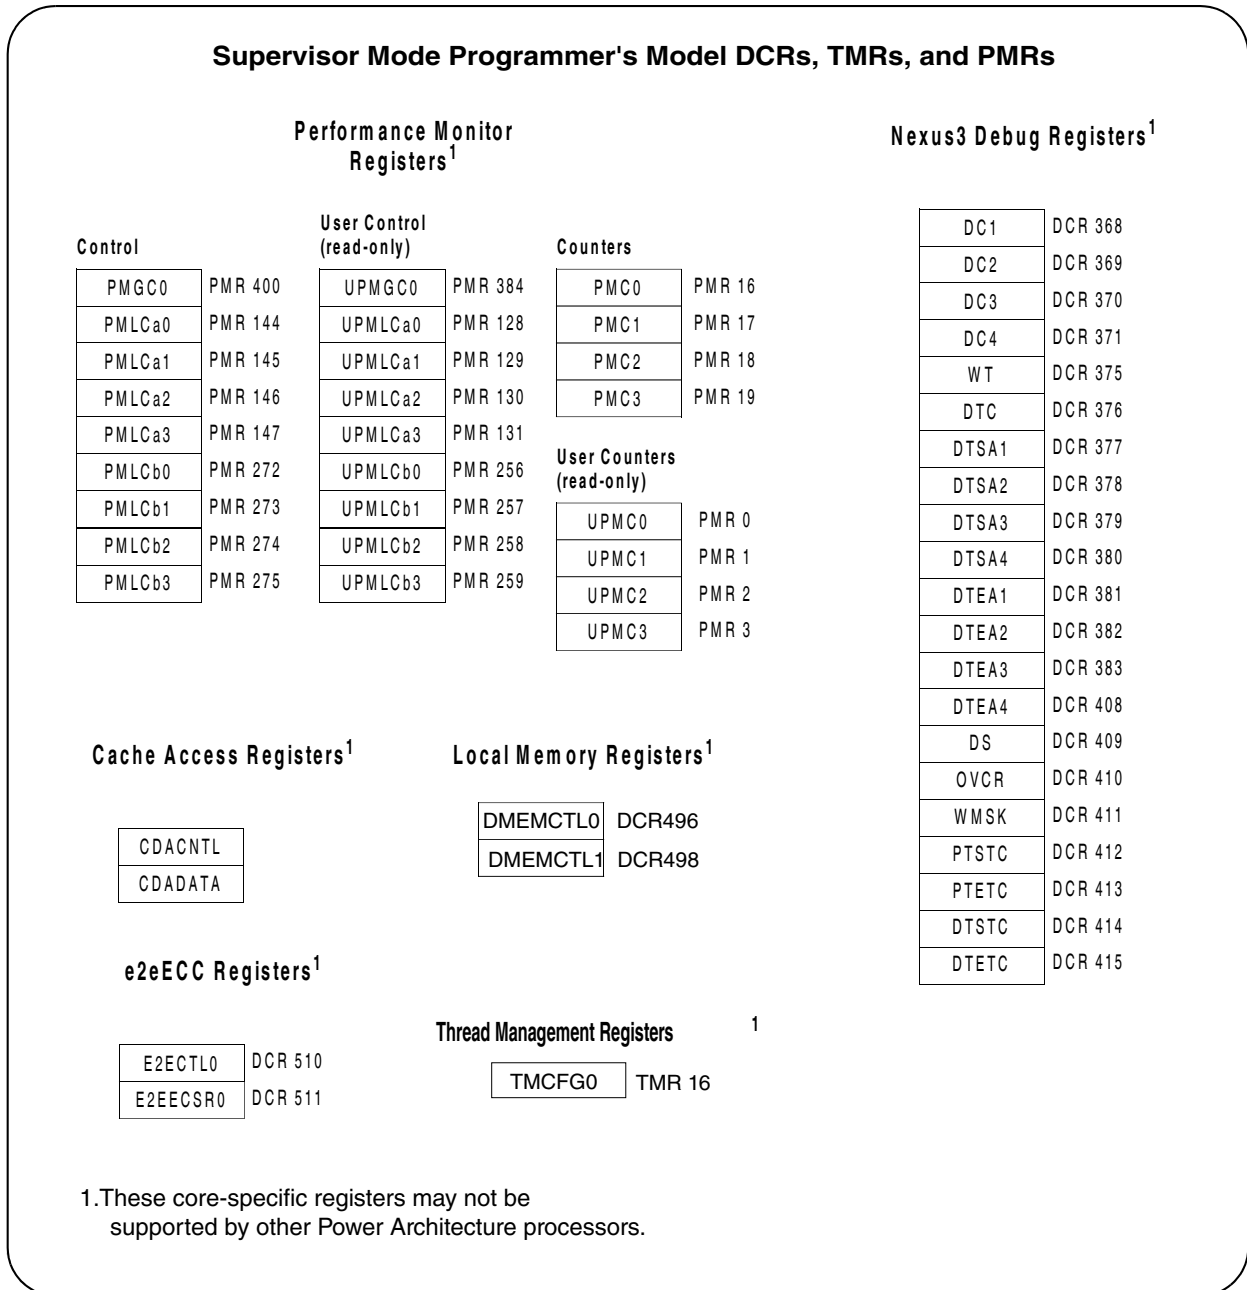 Supervisor Mode Programmer's Model DCRs, TMRs, and PMRs
Performance Monitor
Registers1
Control
PMGC0 PMR 400
PMLCa0 PMR 144
PMLCa1 PMR 145
PMLCa2 PMR 146
PMLCa3 PMR 147
PMLCb0 PMR 272
PMLCb1 PMR 273
PMLCb2 PMR 274
PMLCb3 PMR 275
User Control
(read-only)
UPMGC0 PMR 384
UPMLCa0 PMR 128
UPMLCa1 PMR 129
UPMLCa2 PMR 130
UPMLCa3 PMR 131
UPMLCb0 PMR 256
UPMLCb1 PMR 257
UPMLCb2 PMR 258
UPMLCb3 PMR 259
Counters
PMC0 PMR 16
PMC1 PMR 17
PMC2 PMR 18
PMC3 PMR 19
User Counters
(read-only)
UPMC0 PMR 0
UPMC1 PMR 1
UPMC2 PMR 2
UPMC3 PMR 3
Nexus3 Debug Registers1
DC1 DCR 368
DC2 DCR 369
DC3 DCR 370
DC4 DCR 371
WT DCR 375
DTC DCR 376
DTSA1 DCR 377
DTSA2 DCR 378
DTSA3 DCR 379
DTSA4 DCR 380
DTEA1 DCR 381
DTEA2 DCR 382
DTEA3 DCR 383
DTEA4 DCR 408
DS DCR 409
OVCR DCR 410
WMSK DCR 411
PTSTC DCR 412
PTETC DCR 413
DTSTC DCR 414
DTETC DCR 415
Cache Access Registers1
CDACNTL
CDADATA
Local Memory Registers1
DMEMCTL0 DCR496
DMEMCTL1 DCR498
e2eECC Registers1
E2ECTL0 DCR 510
E2EECSR0 DCR 511
Thread Management Registers 1
TMCFG0 TMR 16
1.These core-specific registers may not be
supported by other Power Architecture processors.